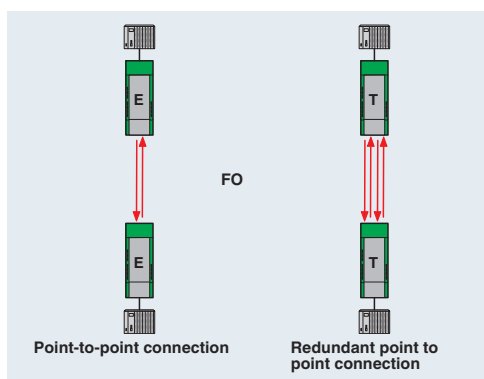 E
T
FO
E
T
Point-to-point connection
Redundant point to
point connection